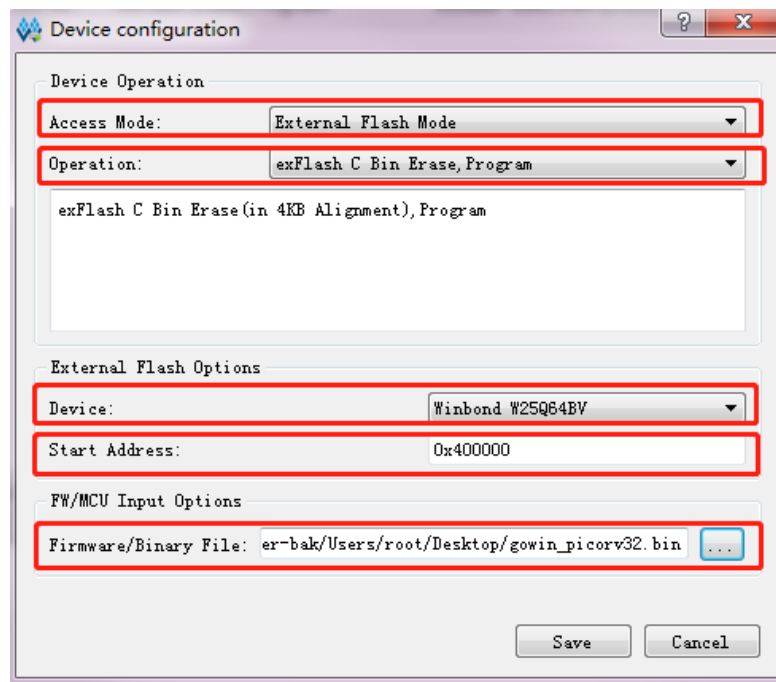 Device configuration
Device Operation
Access Mode: External Flash Mode
Operation: exFlash C Bin Erase,Program
exFlash C Bin Erase(in 4KB Alignment),Program
External Flash Options
Device: Winbond W25Q64BV
Start Address: 0x400000
FW/MCU Input Options
Firmware/Binary File: er-bak/Users/root/Desktop/gowin_picorv32.bin ...
Save Cancel